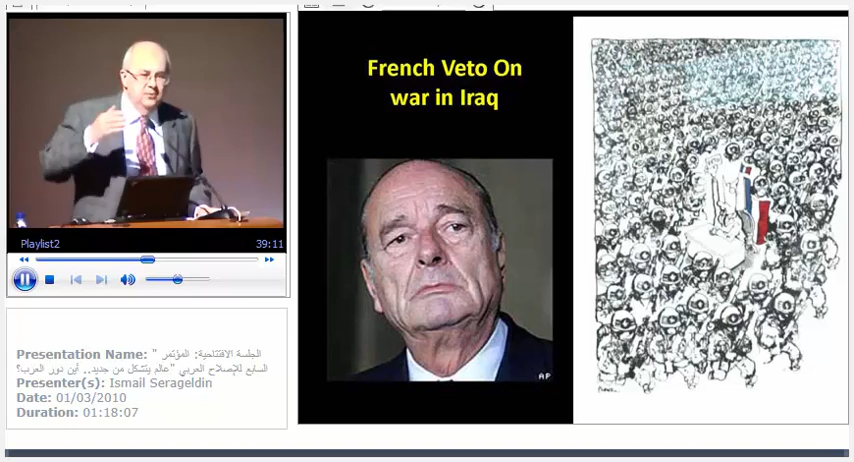 French Veto On
war in Iraq
AP
Playlist2
39:11
Presentation Name: " الجلسة الافتتاحية: المؤتمر
السابع للإصلاح العربي "عالم يتشكل من جديد.. أين دور العرب؟
Presenter(s): Ismail Serageldin
Date: 01/03/2010
Duration: 01:18:07